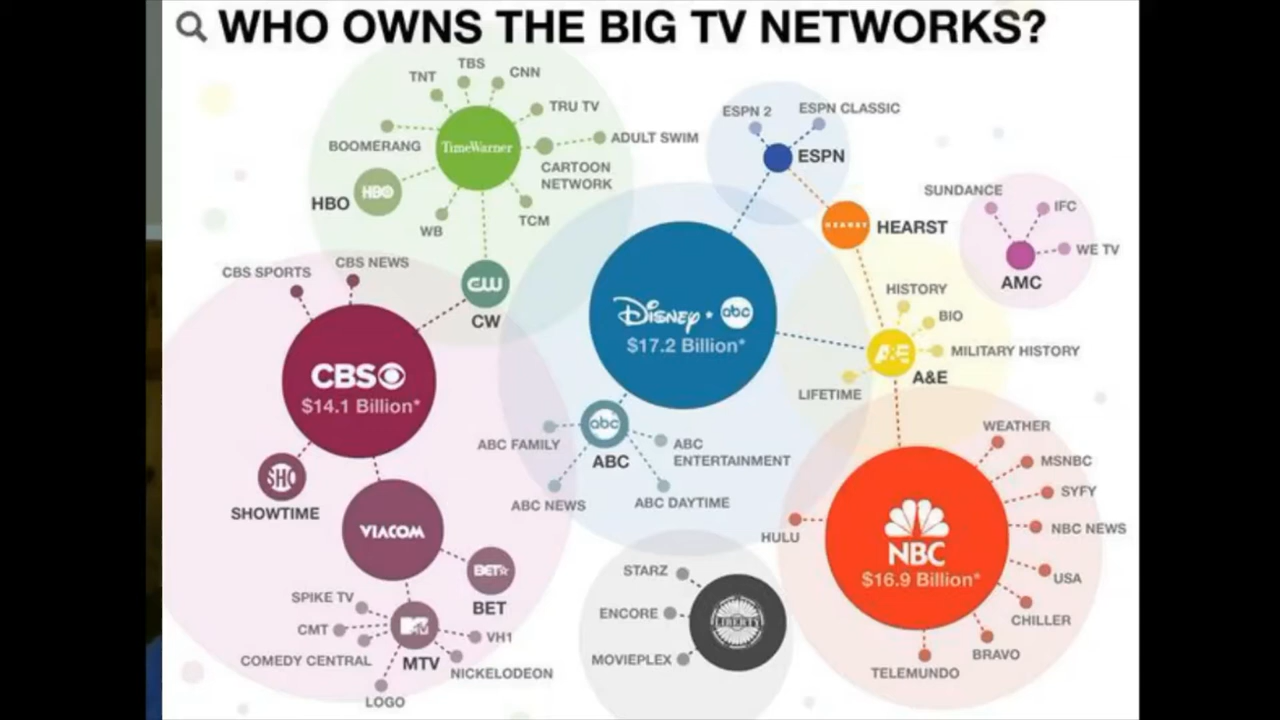 WHO OWNS THE BIG TV NETWORKS?
TBS
TNT
CNN
TRU TV
BOOMERANG
TimeWarner
ADULT SWIM
CARTOON
NETWORK
HBO
HBO
WB
TCM
CW
CW
ESPN 2
ESPN CLASSIC
ESPN
HEARST
HEARST
SUNDANCE
IFC
WE TV
AMC
CBS SPORTS
CBS NEWS
CBS
$14.1 Billion*
DISNEY • abc
$17.2 Billion*
HISTORY
BIO
MILITARY HISTORY
A&E
A&E
LIFETIME
abc
ABC
ABC FAMILY
ABC
ENTERTAINMENT
ABC NEWS
ABC DAYTIME
SHO
SHOWTIME
VIACOM
BET
BET
SPIKE TV
CMT
COMEDY CENTRAL
MTV
MTV
VH1
NICKELODEON
LOGO
STARZ
ENCORE
MOVIEPLEX
LIBERTY
WEATHER
MSNBC
SYFY
NBC NEWS
HULU
NBC
$16.9 Billion*
USA
CHILLER
BRAVO
TELEMUNDO